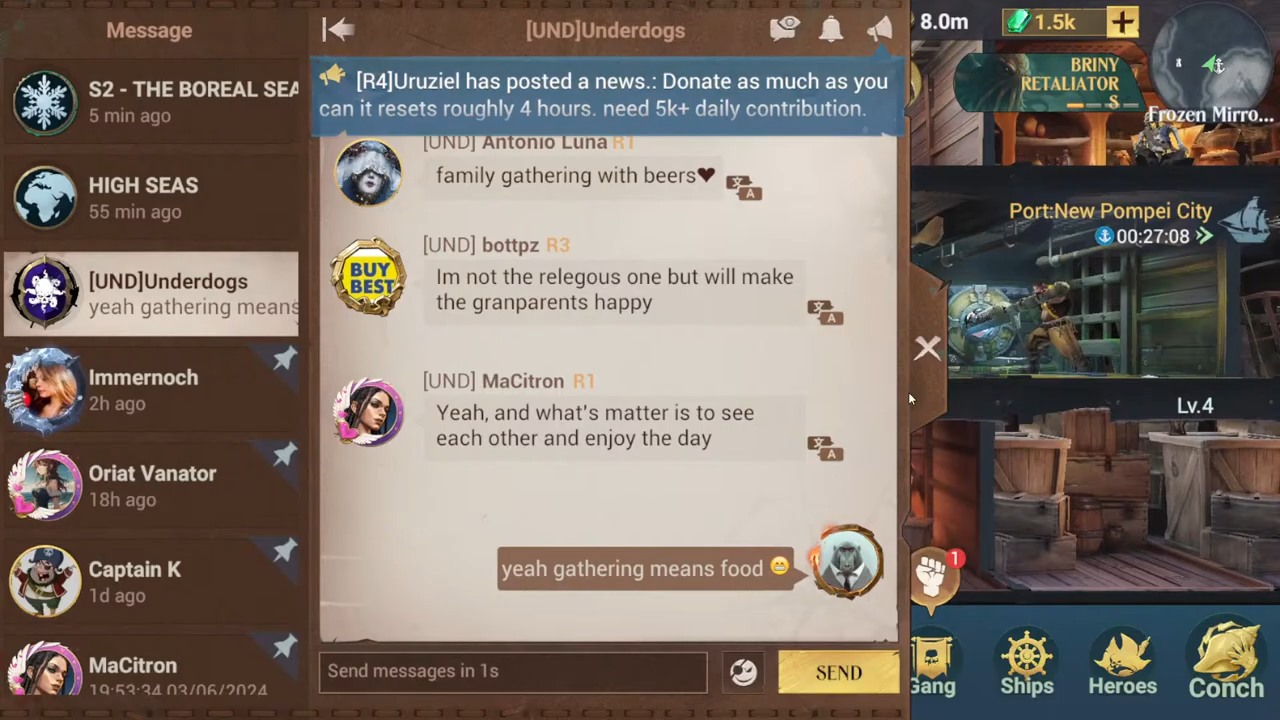 Message
S2 - THE BOREAL SEA
5 min ago
HIGH SEAS
55 min ago
[UND]Underdogs
yeah gathering means
Immernoch
2h ago
Oriat Vanator
18h ago
Captain K
1d ago
MaCitron
19:53:34 03/06/2024
[UND]Underdogs
[R4]Uruziel has posted a news.: Donate as much as you
can it resets roughly 4 hours. need 5k+ daily contribution.
[UND] Antonio Luna R1
family gathering with beers♥
[UND] bottpz R3
BUY
BEST
Im not the relegous one but will make
the granparents happy
[UND] MaCitron R1
Yeah, and what's matter is to see
each other and enjoy the day
yeah gathering means food 😁
Send messages in 1s
SEND
8.0m
1.5k
BRINY
RETALIATOR
S
Frozen Mirro...
Port:New Pompei City
00:27:08
Lv.4
1
Gang
Ships
Heroes
Conch